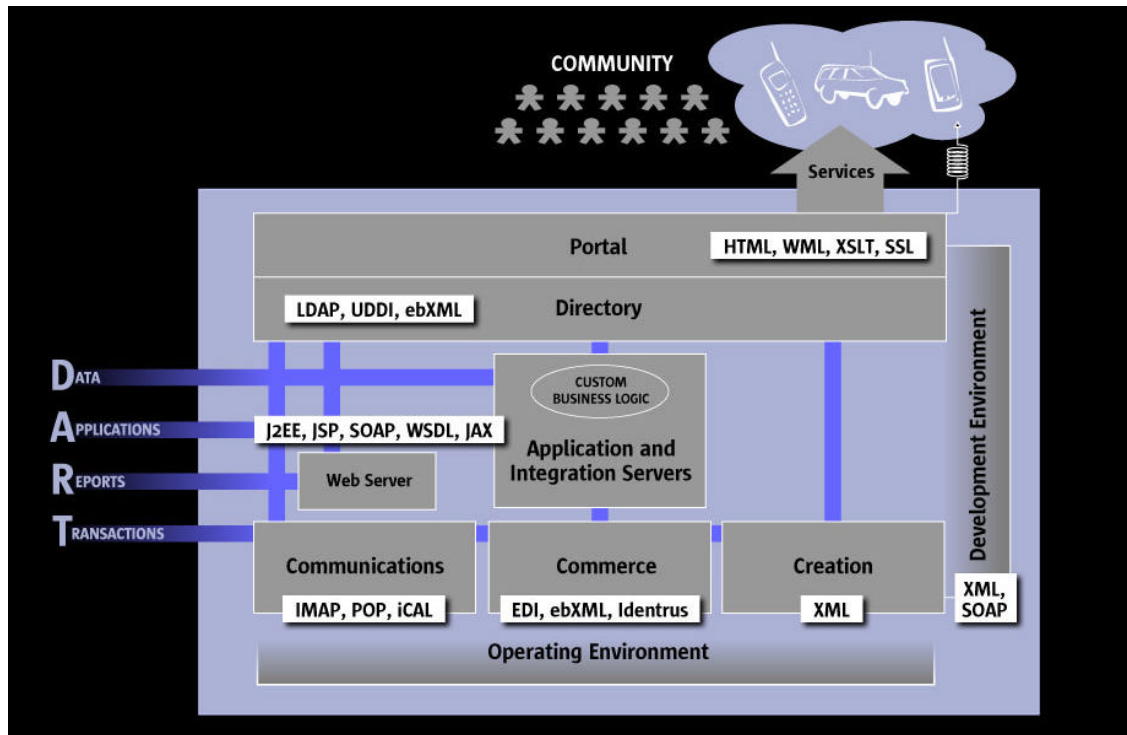 COMMUNITY
Services
Portal
HTML, WML, XSLT, SSL
LDAP, UDDI, ebXML
Directory
DATA
CUSTOM
BUSINESS LOGIC
APPLICATIONS
J2EE, JSP, SOAP, WSDL, JAX
Application and
Integration Servers
REPORTS
Web Server
TRANSACTIONS
Communications
IMAP, POP, iCAL
Commerce
EDI, ebXML, Identrus
Creation
XML
Development Environment
XML,
SOAP
Operating Environment